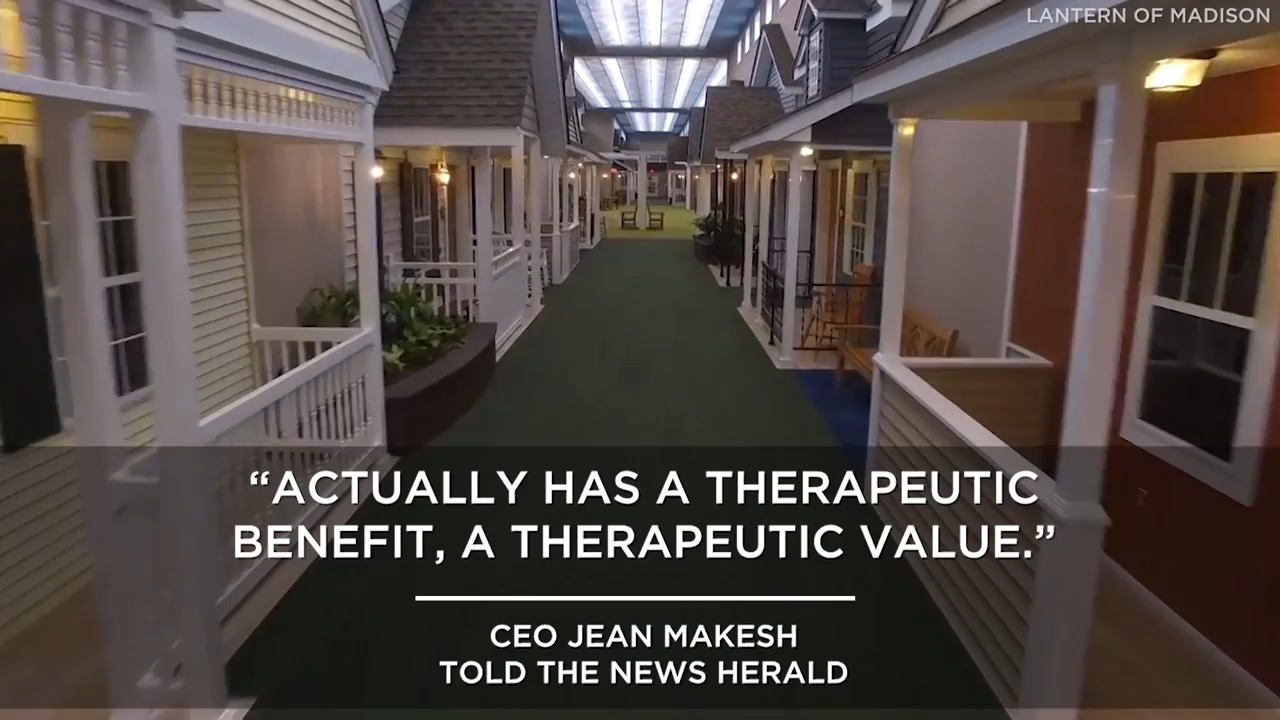 LANTERN OF MADISON
“ACTUALLY HAS A THERAPEUTIC
BENEFIT, A THERAPEUTIC VALUE.”
CEO JEAN MAKESH
TOLD THE NEWS HERALD